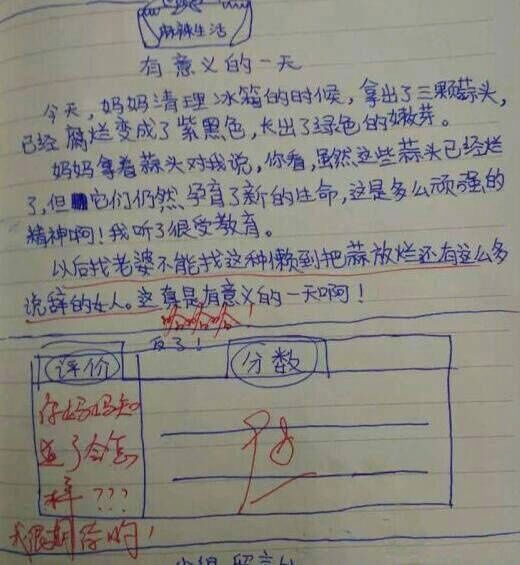 麻辣生活
有意义的一天
今天，妈妈清理冰箱的时候，拿出了三颗蒜头，
已经腐烂变成了紫黑色，长出了绿色的嫩芽。
妈妈拿着蒜头对我说，你看，虽然这些蒜头已经烂
了，但它们仍然孕育了新的生命，这是多么顽强的
精神啊！我听了很受教育。
以后找老婆不能找这种懒到把蒜放烂还有这么多
说辞的女人。这真是有意义的一天啊！
哈哈哈！
反了！
评价
分数
你妈妈知
道了会怎
样???
我很期待哟！